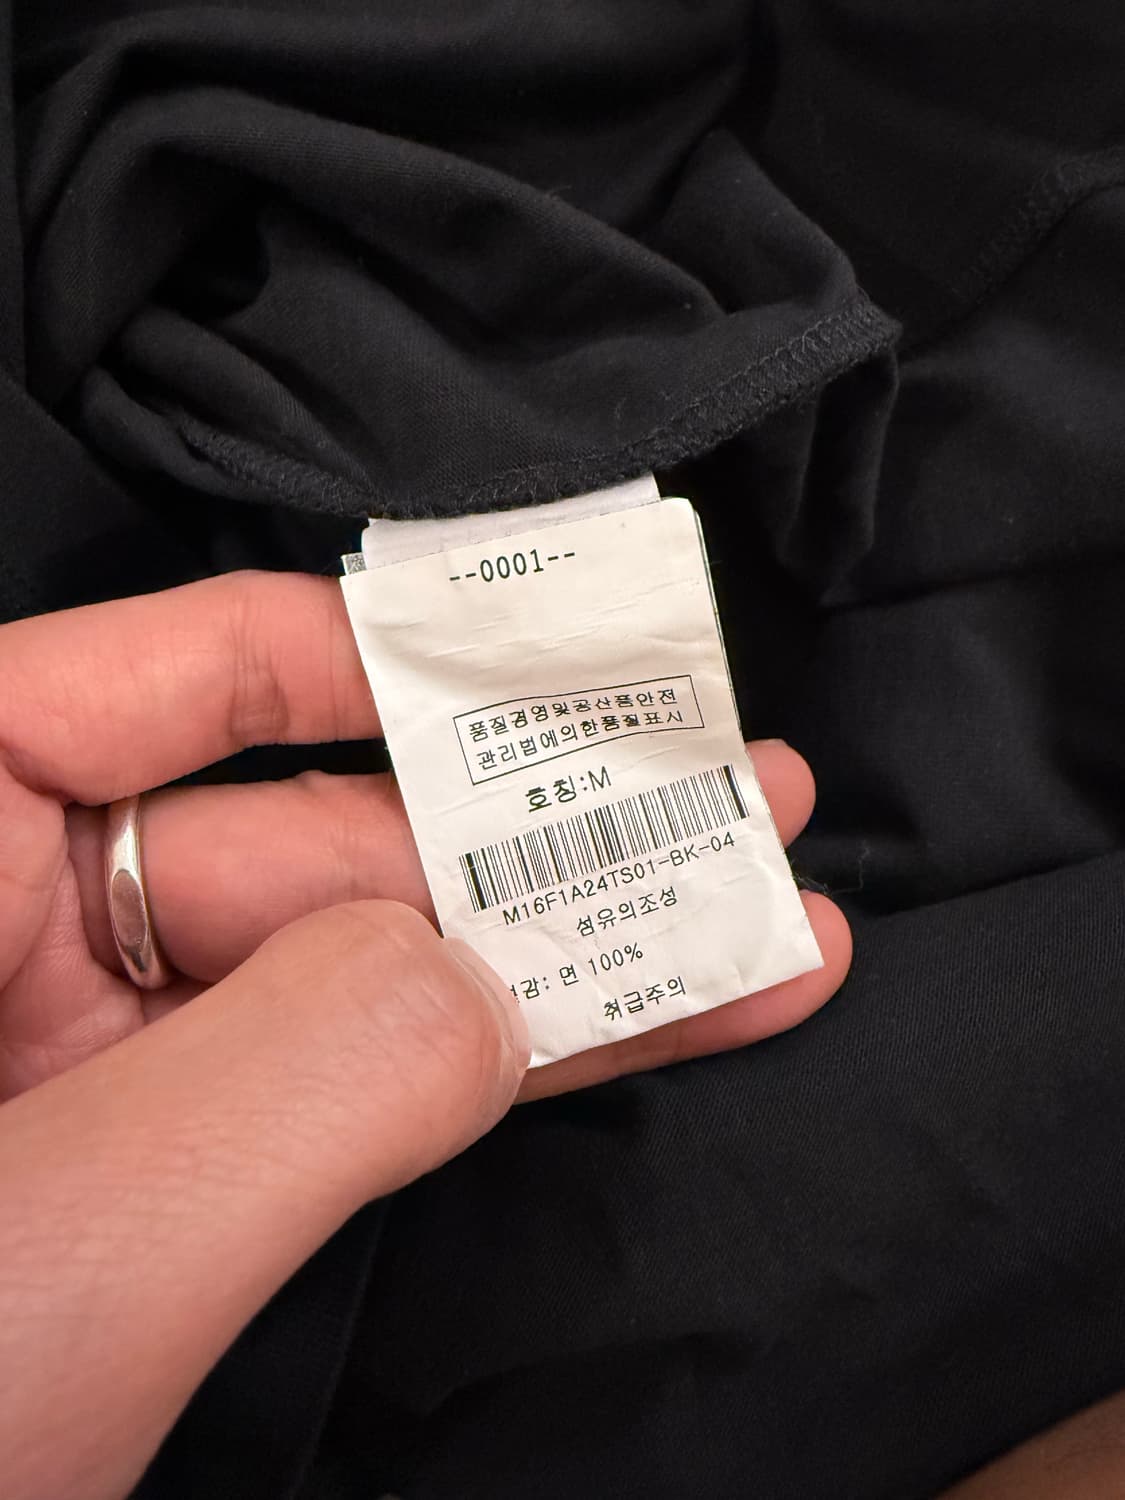 --0001--
품질경영및공산품안전
관리법에의한품질표시
호칭:M
M16F1A24TS01-BK-04
섬유의조성
면 100%
취급주의